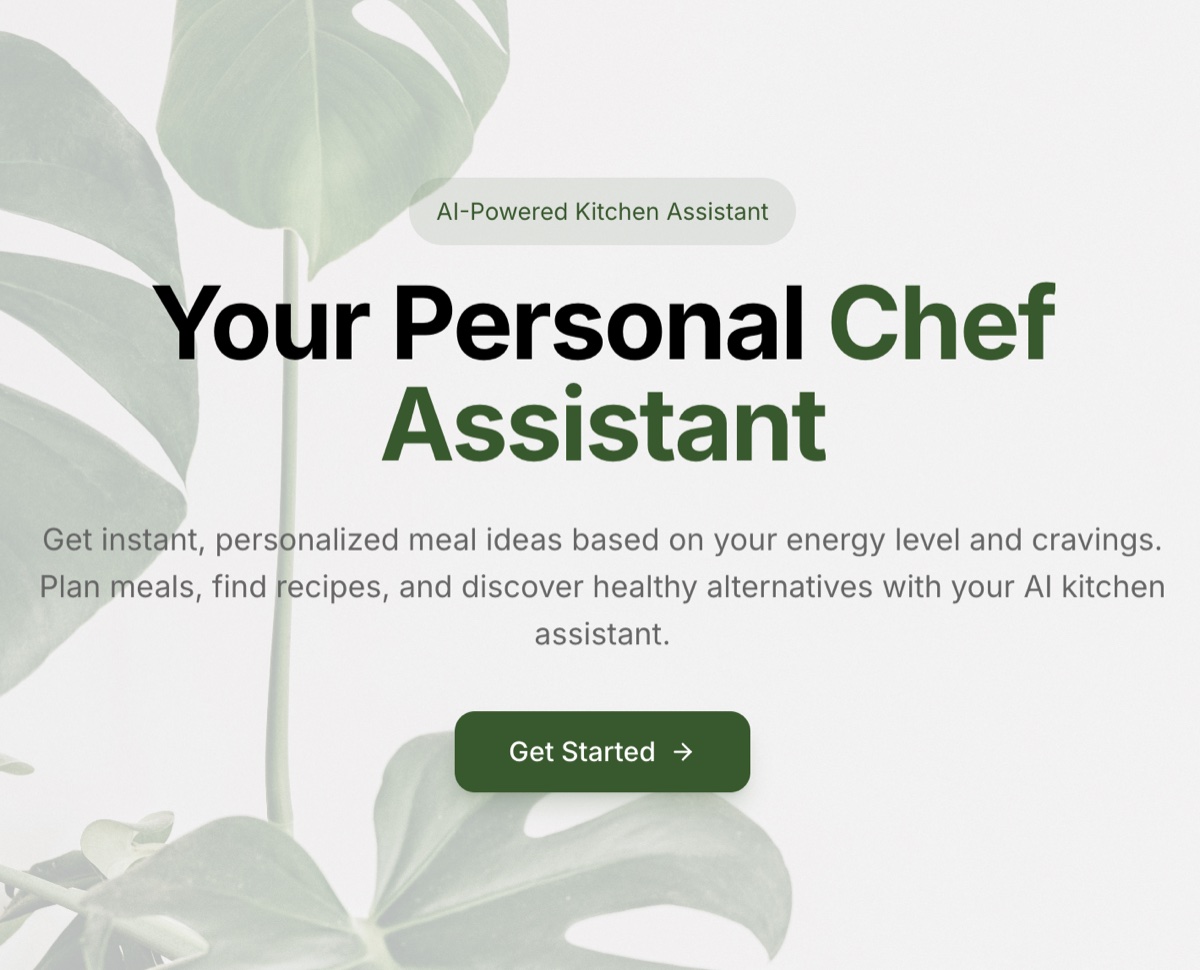 AI-Powered Kitchen Assistant
Your Personal Chef
Assistant
Get instant, personalized meal ideas based on your energy level and cravings.
Plan meals, find recipes, and discover healthy alternatives with your AI kitchen
assistant.
Get Started →